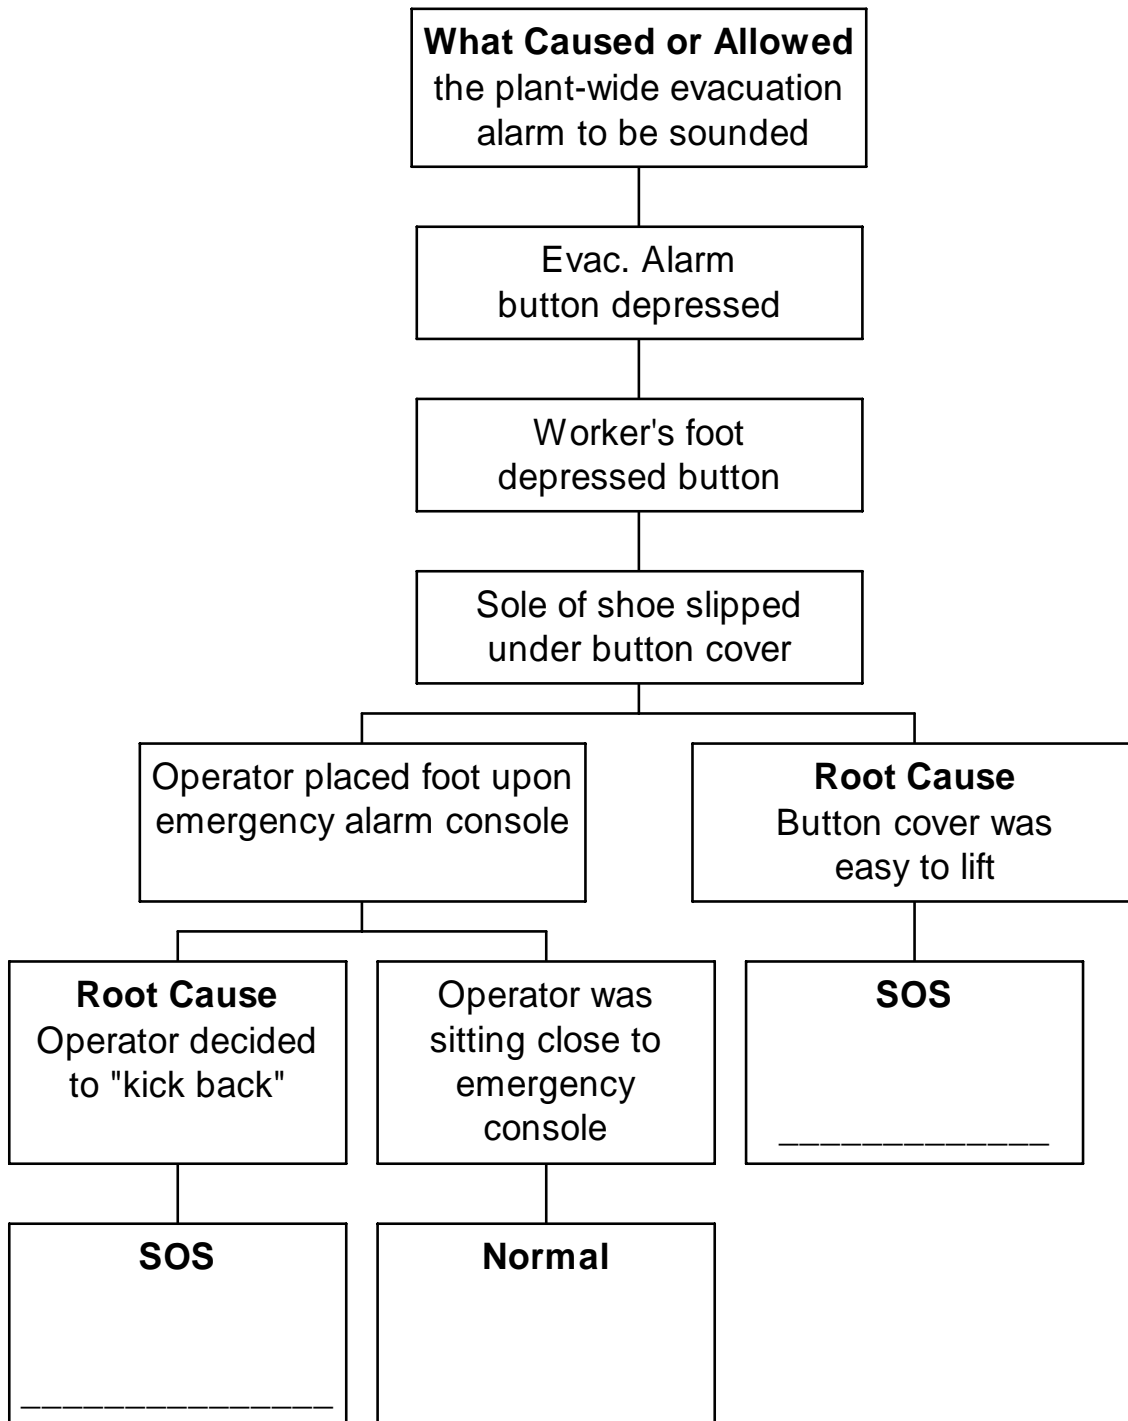 What Caused or Allowed
the plant-wide evacuation
alarm to be sounded
Evac. Alarm
button depressed
Worker's foot
depressed button
Sole of shoe slipped
under button cover
Operator placed foot upon
emergency alarm console
Root Cause
Button cover was
easy to lift
Root Cause
Operator decided
to "kick back"
Operator was
sitting close to
emergency
console
SOS
_____________
SOS
_______________
Normal